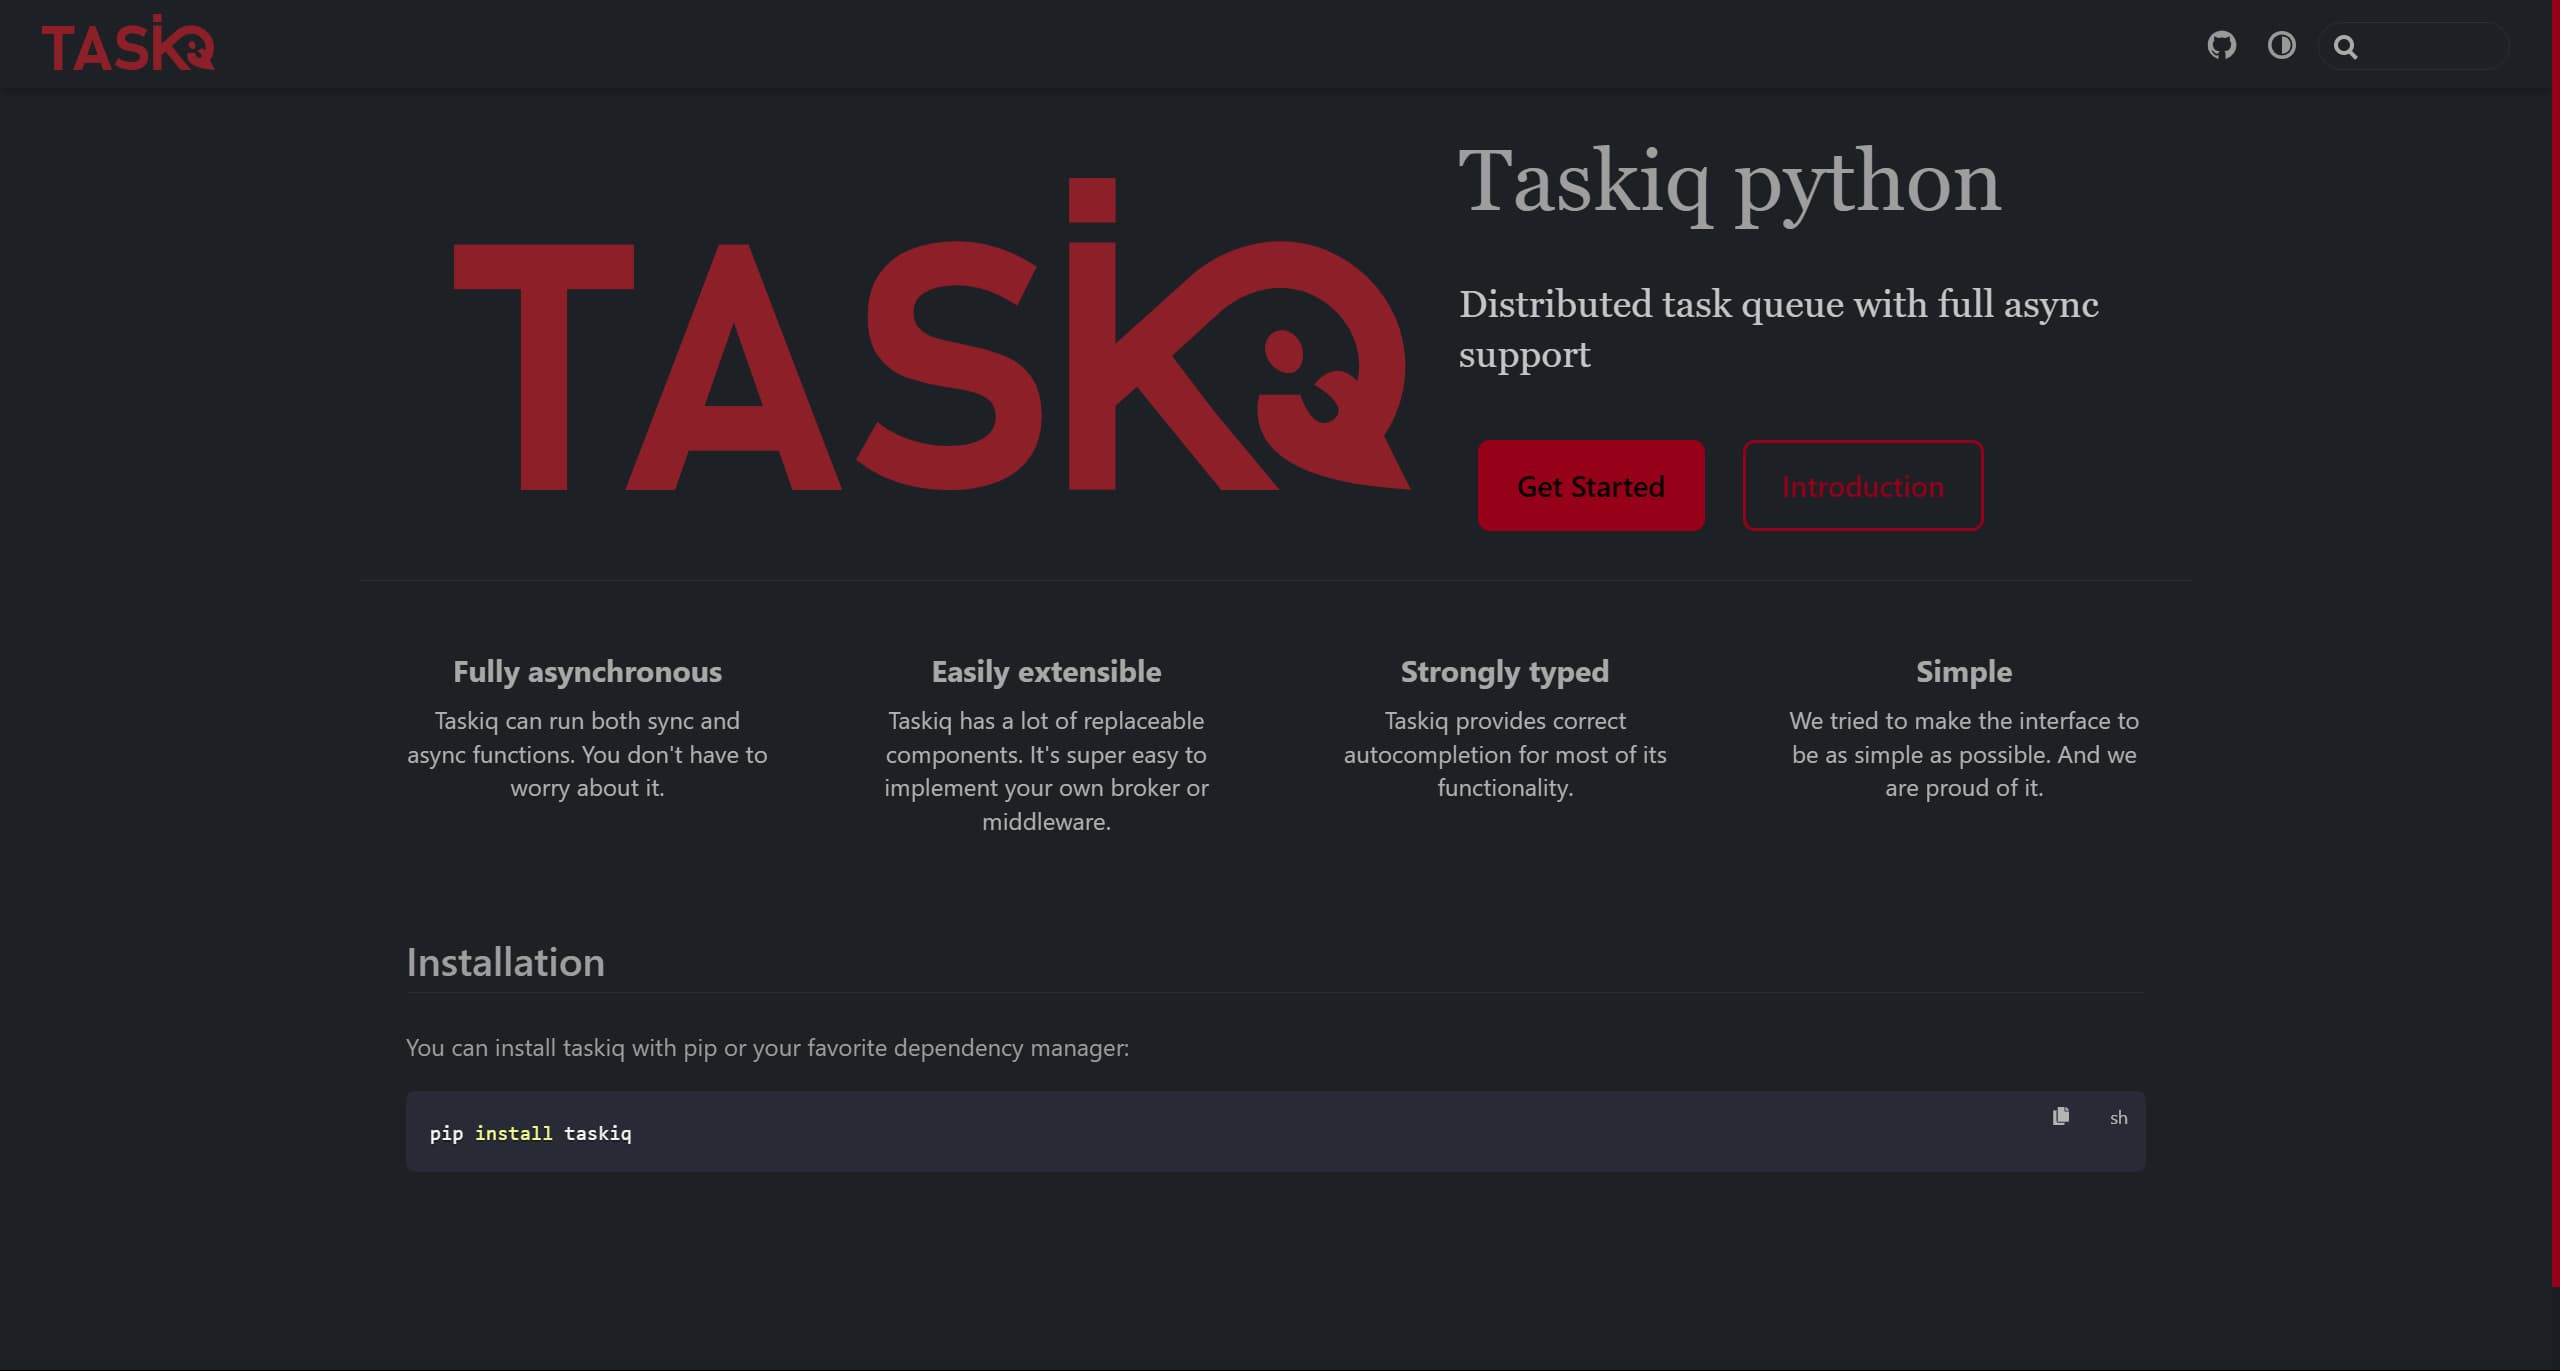 TASKiQ
TASKiQ
Taskiq python
Distributed task queue with full async
support
Get Started
Introduction
Fully asynchronous
Taskiq can run both sync and
async functions. You don't have to
worry about it.
Easily extensible
Taskiq has a lot of replaceable
components. It's super easy to
implement your own broker or
middleware.
Strongly typed
Taskiq provides correct
autocompletion for most of its
functionality.
Simple
We tried to make the interface to
be as simple as possible. And we
are proud of it.
Installation
You can install taskiq with pip or your favorite dependency manager:
sh
pip install taskiq